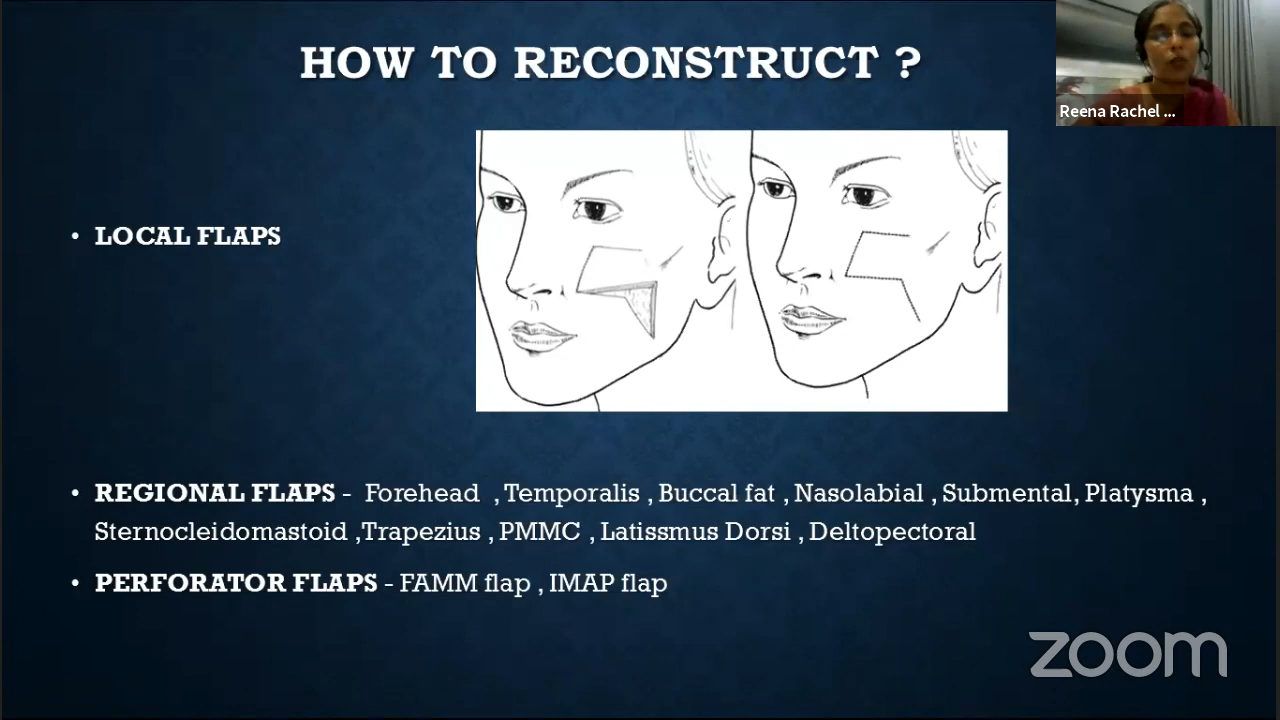 HOW TO RECONSTRUCT ?
Reena Rachel ...
• LOCAL FLAPS
• REGIONAL FLAPS - Forehead , Temporalis , Buccal fat , Nasolabial , Submental, Platysma ,
Sternocleidomastoid ,Trapezius , PMMC , Latissmus Dorsi , Deltopectoral
• PERFORATOR FLAPS - FAMM flap , IMAP flap
zoom